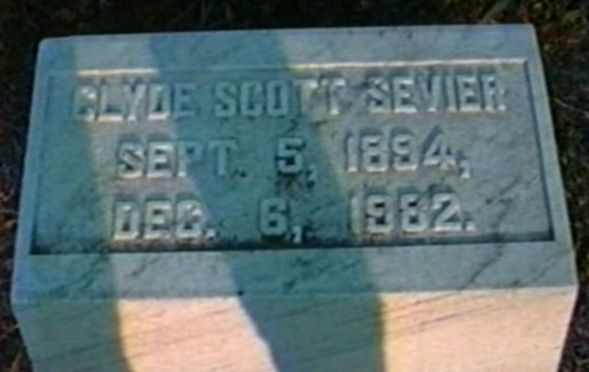 CLYDE SCOTT SEVIER
SEPT. 5, 1894,
DEC. 6, 1982.